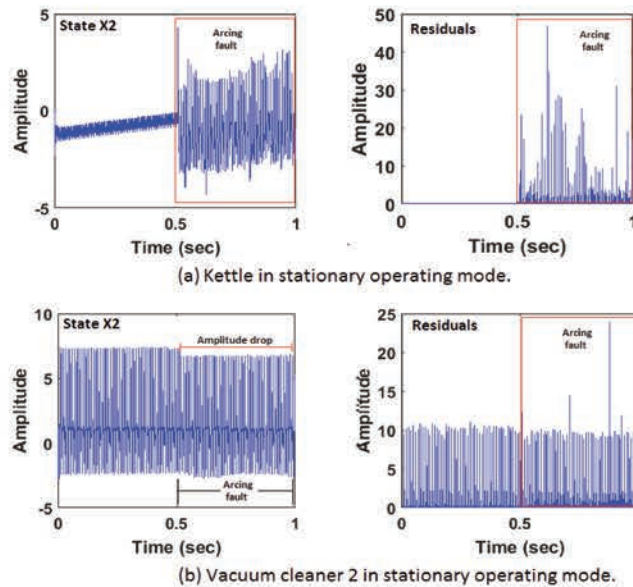 State X2
Arcing
fault
Amplitude
5
0
-5
0
0.5
1
Time (sec)
Residuals
Arcing
fault
Amplitude
50
40
30
20
10
0
0
0.5
1
Time (sec)
(a) Kettle in stationary operating mode.
State X2
Amplitude drop
Amplitude
10
5
0
-5
Arcing
fault
0
0.5
1
Time (sec)
Residuals
Arcing
fault
Amplitude
25
20
15
10
5
0
0
0.5
1
Time (sec)
(b) Vacuum cleaner 2 in stationary operating mode.